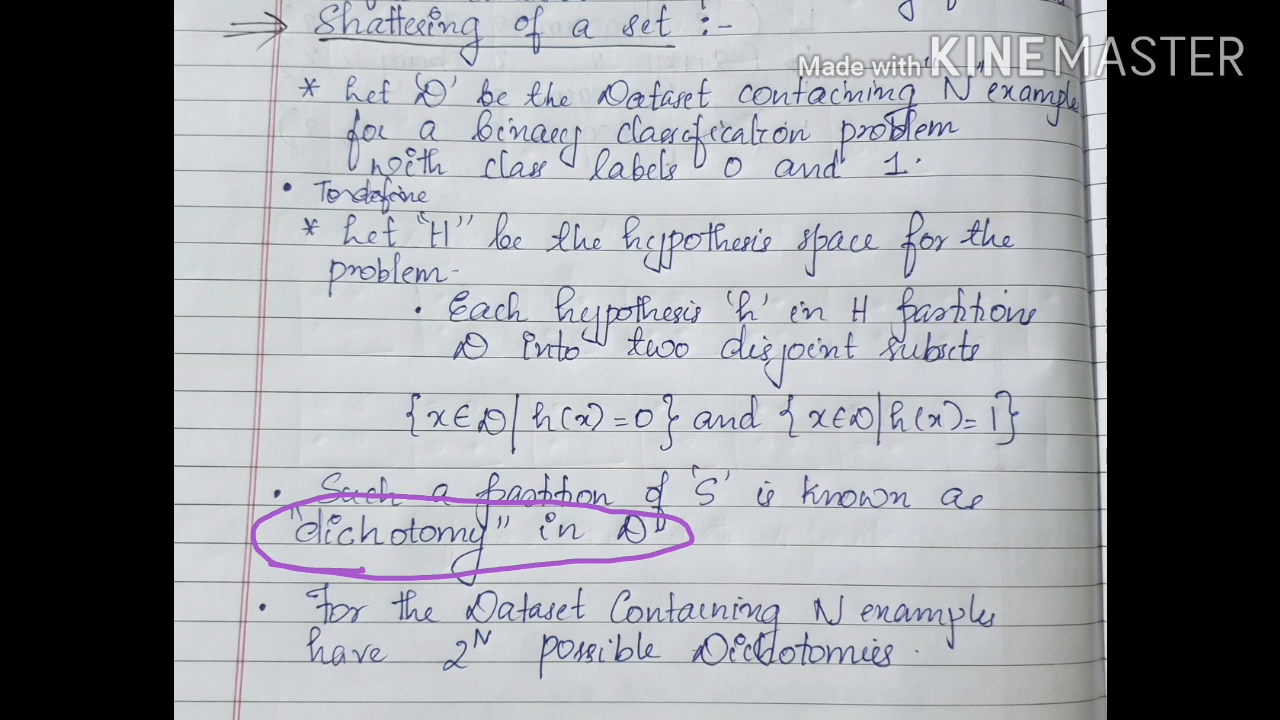 Shattering of a set :-
Made with KINEMASTER
* Let 'D' be the Dataset containing "N" example
for a binary classification problem
with class labels 0 and 1.
• To define
* Let "H" be the hypothesis space for the
problem.
• Each hypothesis 'h' in H partitions
D into two disjoint subsets
{x∈D | h(x) = 0} and {x∈D | h(x) = 1}
• Such a partition of 'S' is known as
"dichotomy" in D
• For the Dataset Containing N examples
have 2^N possible Dichotomies.